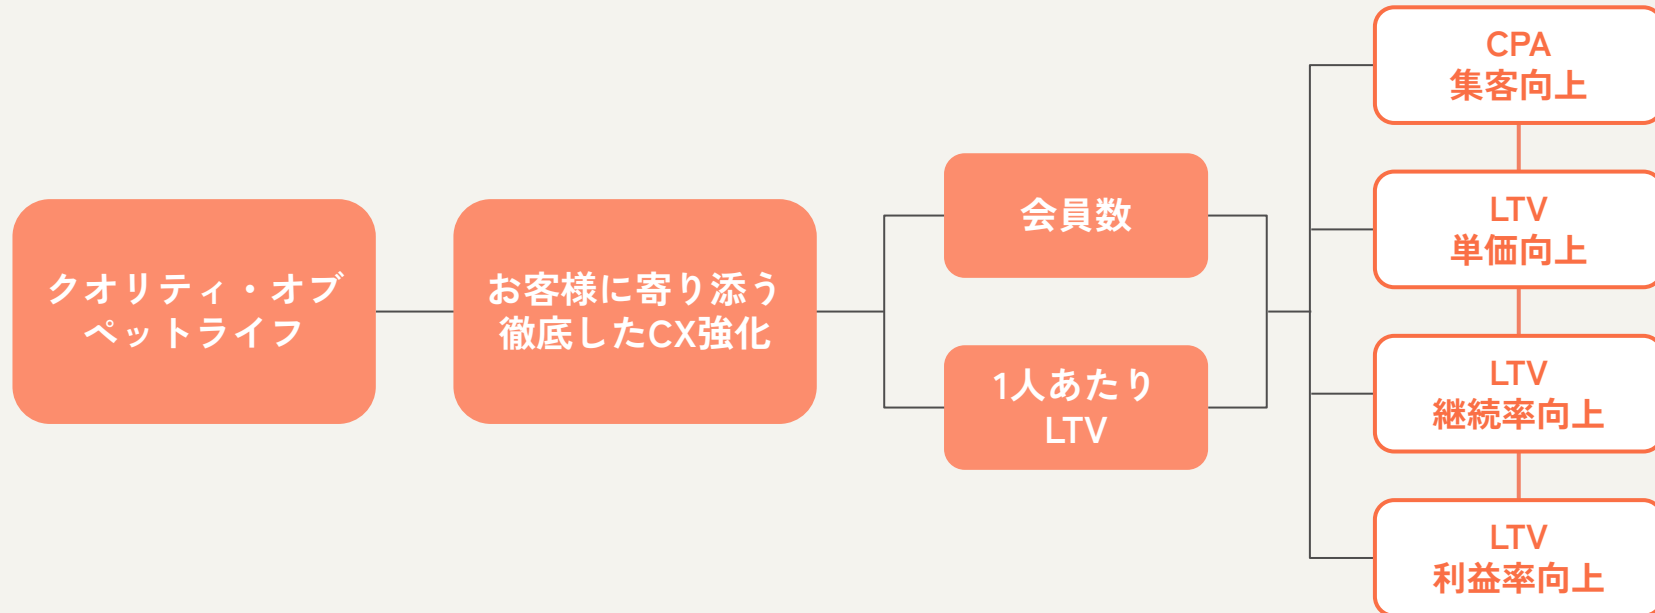 クオリティ・オブ
ペットライフ
お客様に寄り添う
徹底したCX強化
会員数
1人あたり
LTV
CPA
集客向上
LTV
単価向上
LTV
継続率向上
LTV
利益率向上